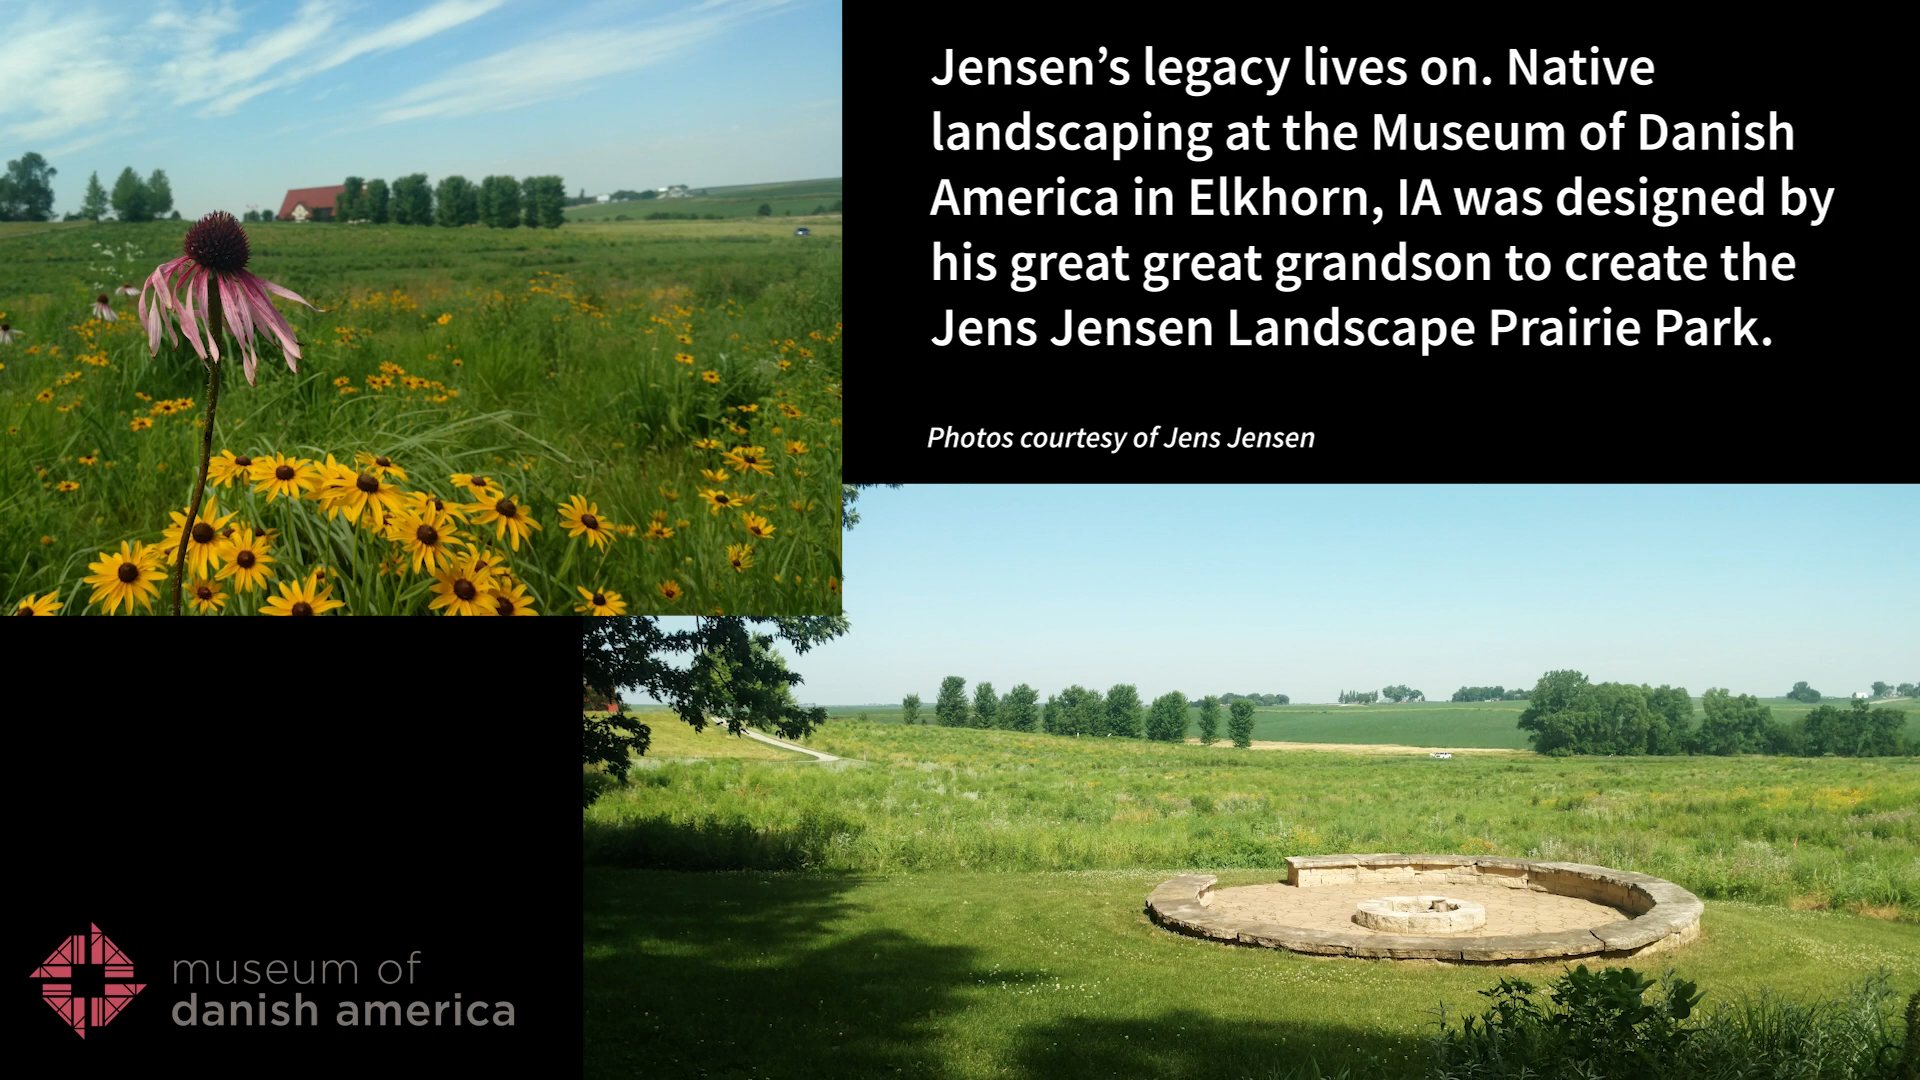 Jensen’s legacy lives on. Native
landscaping at the Museum of Danish
America in Elkhorn, IA was designed by
his great great grandson to create the
Jens Jensen Landscape Prairie Park.
Photos courtesy of Jens Jensen
museum of
danish america